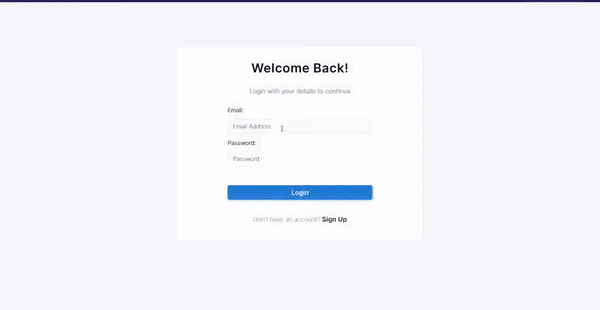 Welcome Back!
Login with your details to continue
Email:
Email Address
Password:
Password
Login
Don't have an account? Sign Up